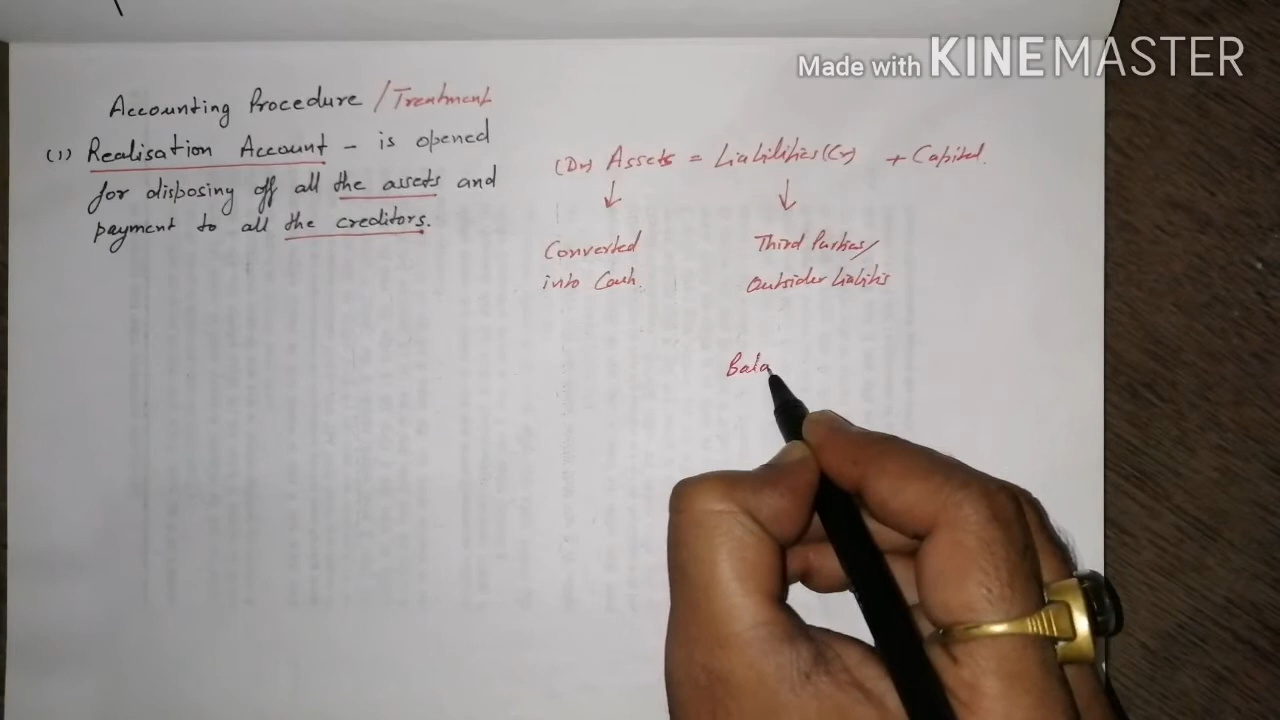 Made with KINEMASTER
Accounting Procedure / Treatment
(1) Realisation Account - is opened
for disposing off all the assets and
payment to all the creditors.
(Dr) Assets = Liabilities (Cr) + Capital.
Converted
into Cash.
Third Parties/
Outsider
Bala